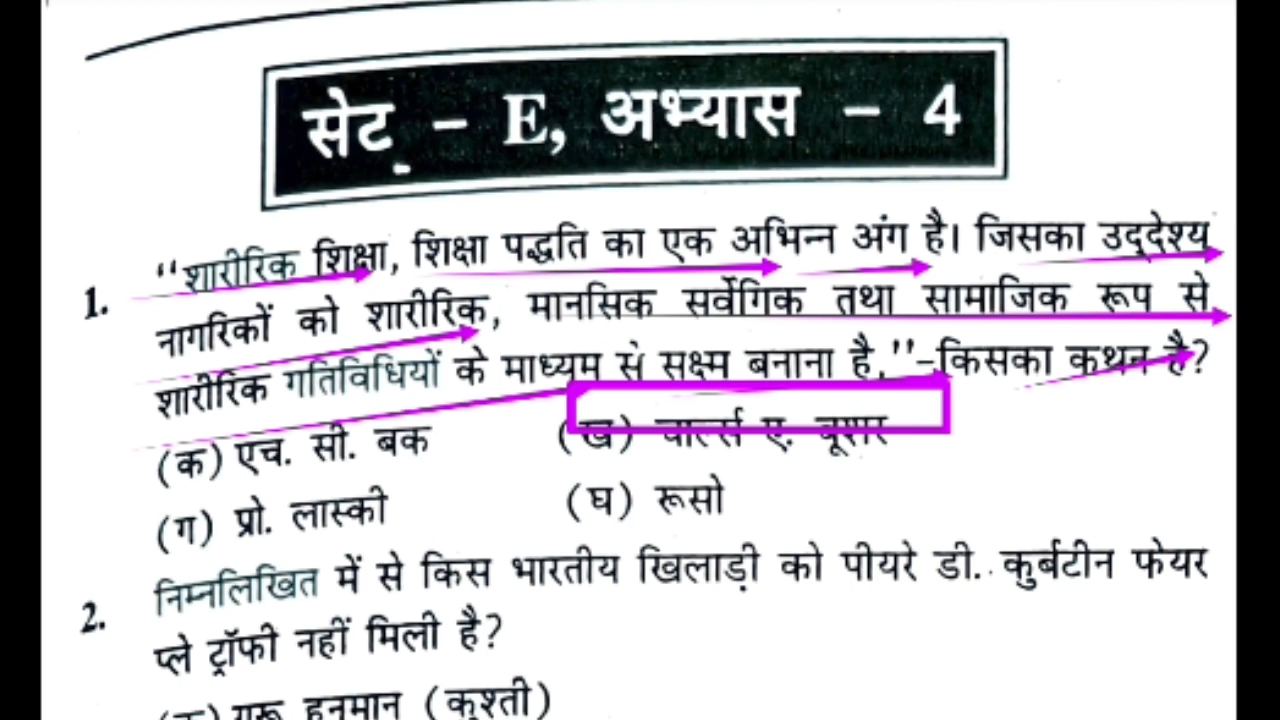 सेट - E, अभ्यास - 4
1. ‘‘शारीरिक शिक्षा, शिक्षा पद्धति का एक अभिन्न अंग है। जिसका उद्देश्य
नागरिकों को शारीरिक, मानसिक सर्वेगिक तथा सामाजिक रूप से
शारीरिक गतिविधियों के माध्यम से सक्ष्म बनाना है,’’-किसका कथन है?
(क) एच. सी. बक (ख) चार्ल्स ए. बूशर
(ग) प्रो. लास्की (घ) रूसो
2. निम्नलिखित में से किस भारतीय खिलाड़ी को पीयरे डी. कुर्बटीन फेयर
प्ले ट्रॉफी नहीं मिली है?
(क) गुरू हनुमान (कुश्ती)